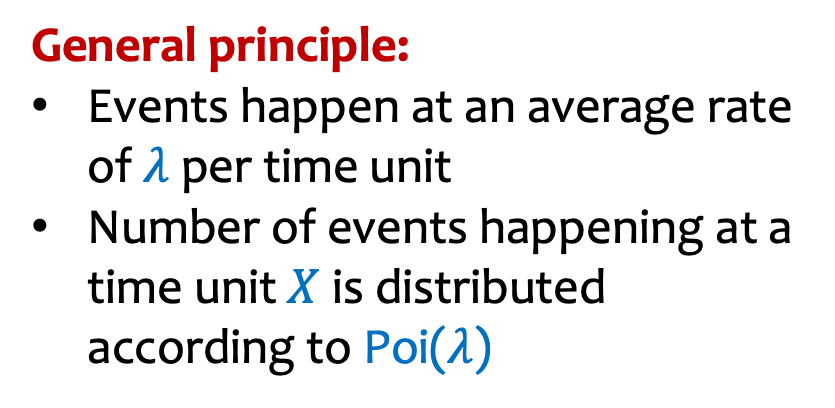 General principle:
• Events happen at an average rate
of λ per time unit
• Number of events happening at a
time unit X is distributed
according to Poi(λ)